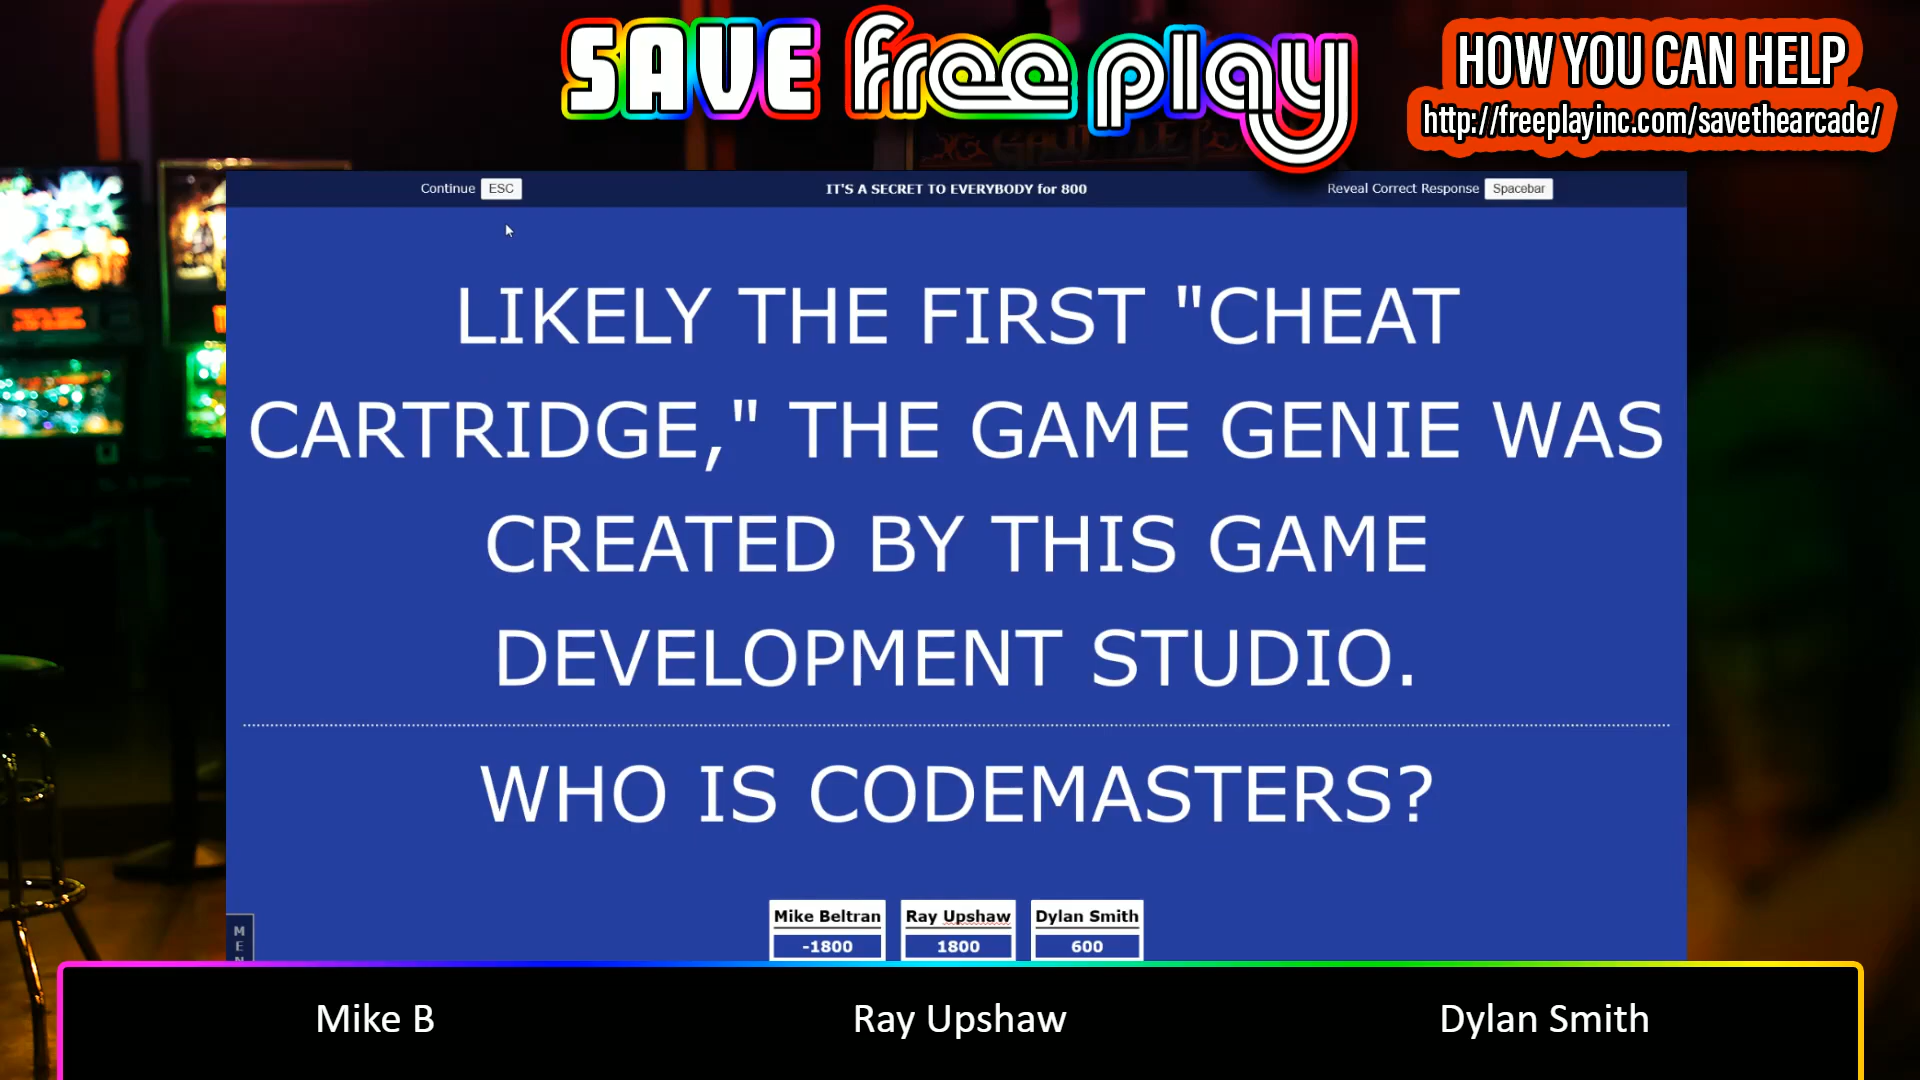 SAVE free play
HOW YOU CAN HELP
http://freeplayinc.com/savethearcade/
Continue ESC
IT'S A SECRET TO EVERYBODY for 800
Reveal Correct Response Spacebar
LIKELY THE FIRST "CHEAT
CARTRIDGE," THE GAME GENIE WAS
CREATED BY THIS GAME
DEVELOPMENT STUDIO.
WHO IS CODEMASTERS?
Mike Beltran
-1800
Ray Upshaw
1800
Dylan Smith
600
M
E
N
Mike B
Ray Upshaw
Dylan Smith